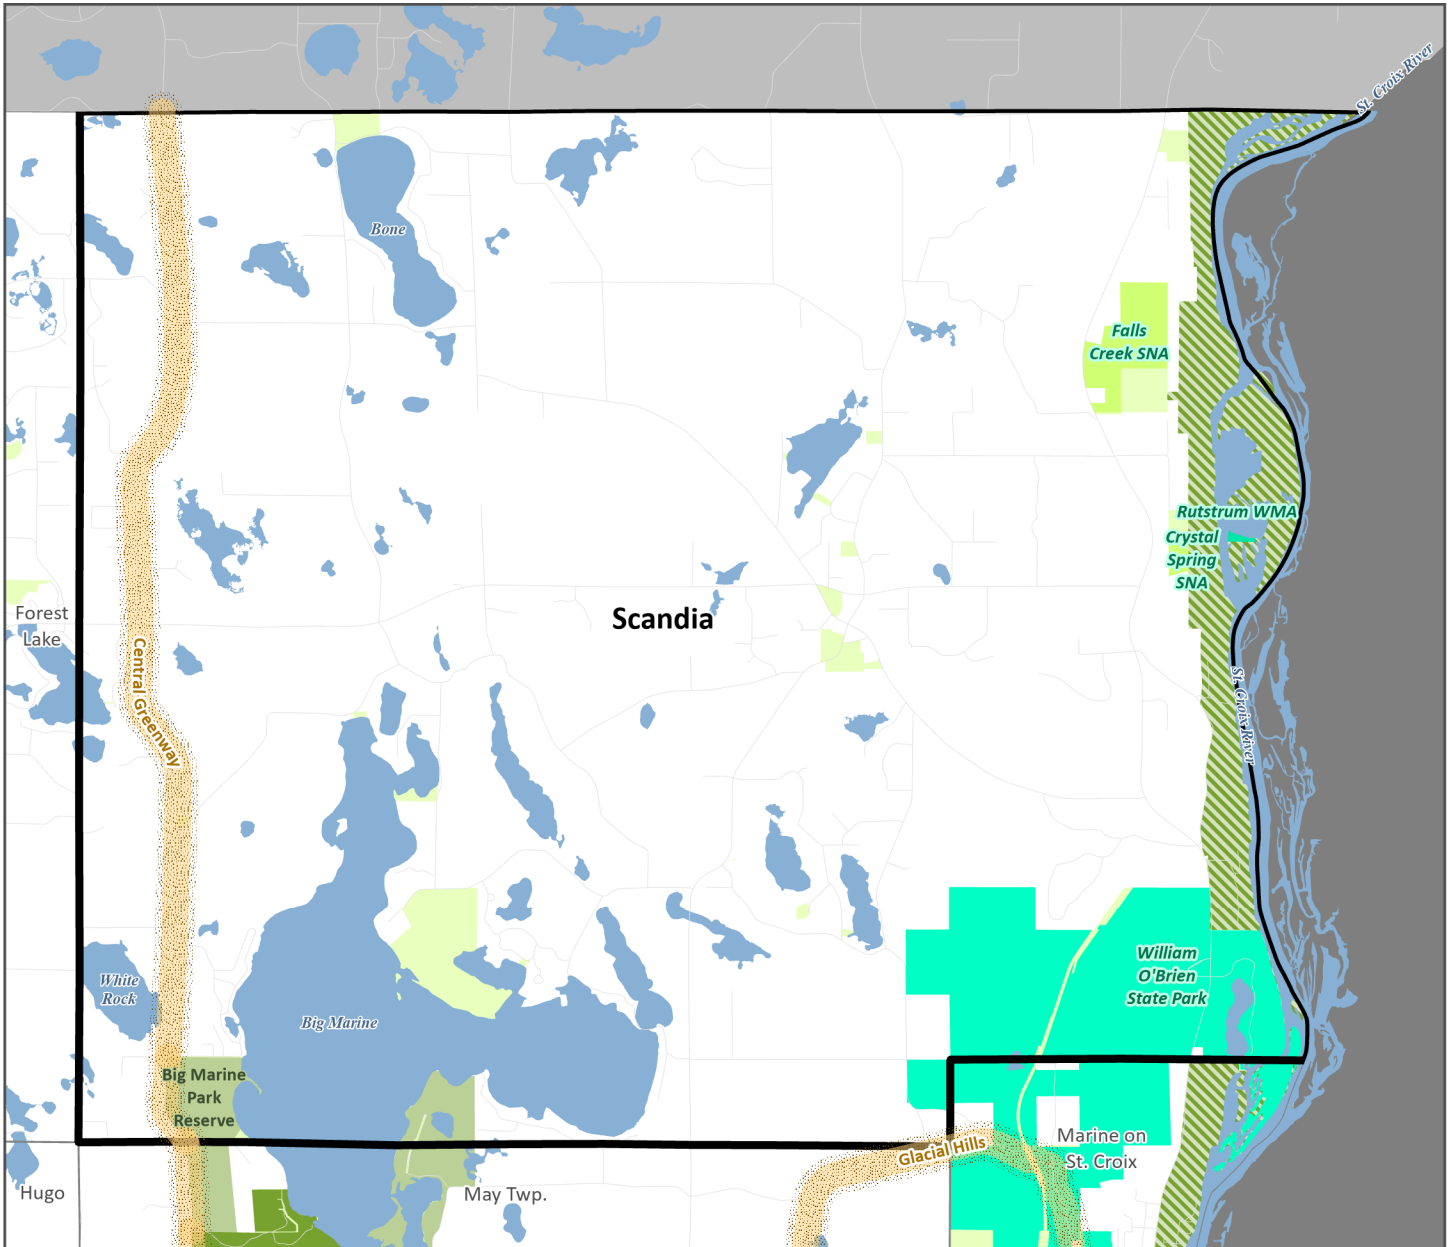 St. Croix River
Bone
Falls
Creek SNA
Rutstrum WMA
Crystal
Spring
SNA
Forest
Lake
Scandia
Central Greenway
St. Croix River
William
O'Brien
State Park
White
Rock
Big Marine
Big Marine
Park
Reserve
Glacial Hills
Marine on
St. Croix
Hugo
May Twp.